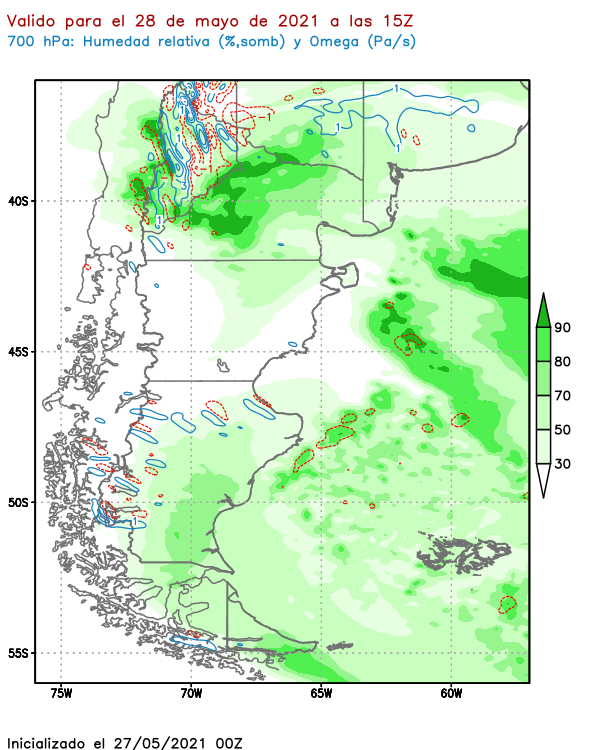 Valido para el 28 de mayo de 2021 a las 15Z
700 hPa: Humedad relativa (%,somb) y Omega (Pa/s)
1
-1
1
1
1
3
1
40S
45S
50S
55S
1
75W
70W
65W
60W
90
80
70
50
30
Inicializado el 27/05/2021 00Z